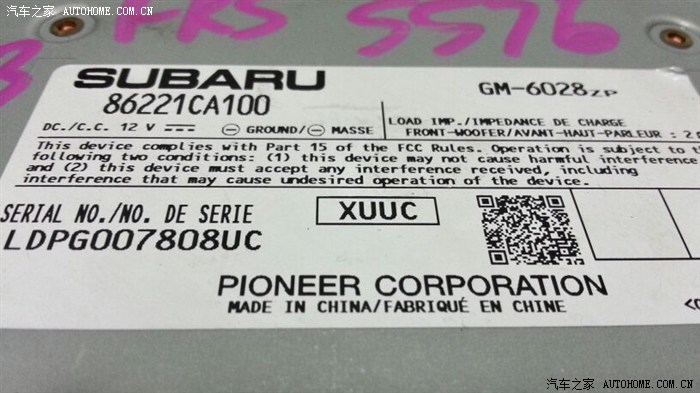 汽车之家 AUTOHOME.COM.CN
FRS 5576
3
SUBARU
86221CA100
GM-6028ZP
DC./C.C. 12 V
GROUND/ MASSE
LOAD IMP./IMPEDANCE DE CHARGE
FRONT-WOOFER/AVANT-HAUT-PARLEUR : 2
This device complies with Part 15 of the FCC Rules. Operation is subject to
following two conditions: (1) this device may not cause harmful interference
and (2) this device must accept any interference received, including
interference that may cause undesired operation of the device.
SERIAL NO./NO. DE SERIE
XUUC
LDPG007808UC
PIONEER CORPORATION
MADE IN CHINA/FABRIQUÉ EN CHINE
汽车之家 AUTOHOME.COM.CN